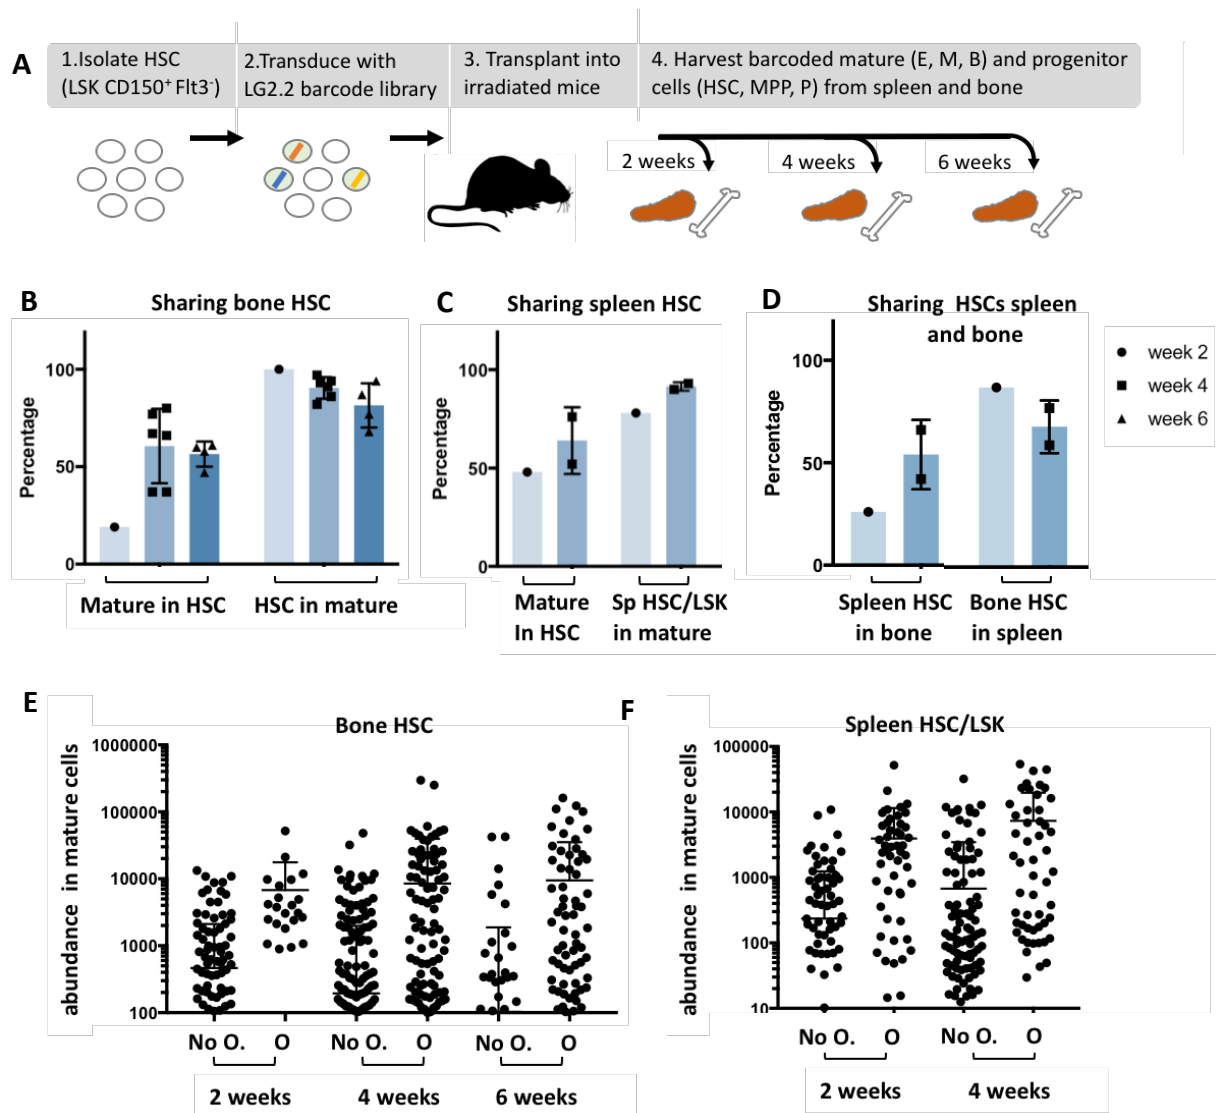 A
1.Isolate HSC
(LSK CD150+ Flt3-)
2.Transduce with
LG2.2 barcode library
3. Transplant into
irradiated mice
4. Harvest barcoded mature (E, M, B) and progenitor
cells (HSC, MPP, P) from spleen and bone
2 weeks
4 weeks
6 weeks
B
Sharing bone HSC
Percentage
100
50
0
Mature in HSC
HSC in mature
C
Sharing spleen HSC
Percentage
100
50
0
Mature
In HSC
Sp HSC/LSK
in mature
D
Sharing HSCs spleen
and bone
Percentage
100
50
0
Spleen HSC
in bone
Bone HSC
in spleen
week 2
week 4
week 6
E
Bone HSC
abundance in mature cells
1000000
100000
10000
1000
100
No O.
O
No O.
O
No O.
O
2 weeks
4 weeks
6 weeks
F
Spleen HSC/LSK
abundance in mature cells
100000
10000
1000
100
10
No O.
O
No O.
O
2 weeks
4 weeks